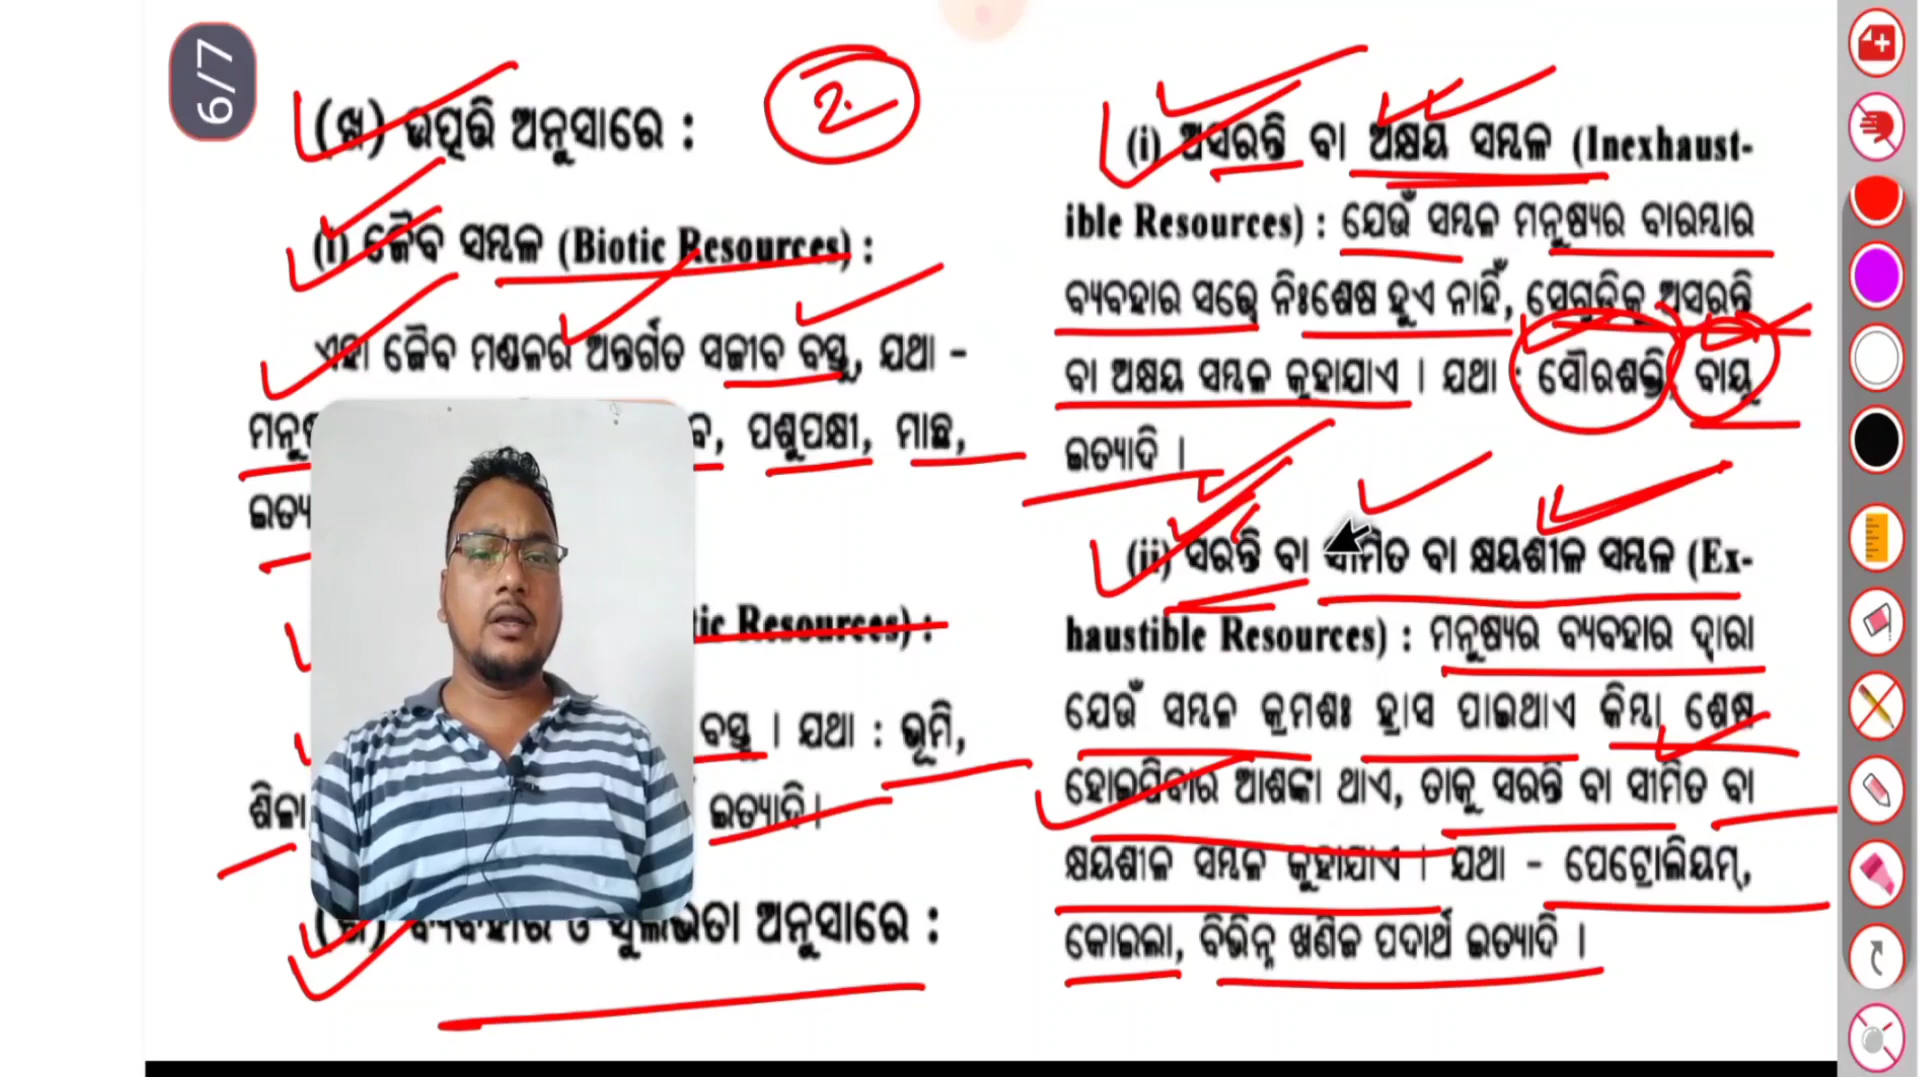 6/7
2.
(ଖ) ଉତ୍ପତ୍ତି ଅନୁସାରେ :
(i) ଜୈବ ସମ୍ବଳ (Biotic Resources) :
ଏହା ଜୈବ ମଣ୍ଡଳର ଅନ୍ତର୍ଗତ ସଜୀବ ବସ୍ତୁ, ଯଥା -
ପଶୁପକ୍ଷୀ, ମାଛ,
Resources) :
ବସ୍ତୁ । ଯଥା : ଭୂମି,
ଶିଳା ଇତ୍ୟାଦି ।
ବ୍ୟବହାର ଓ ସୁଲଭତା ଅନୁସାରେ :
(i) ଅସରନ୍ତି ବା ଅକ୍ଷୟ ସମ୍ବଳ (Inexhaust-
ible Resources) : ଯେଉଁ ସମ୍ବଳ ମନୁଷ୍ୟର ବାରମ୍ବାର
ବ୍ୟବହାର ସତ୍ତ୍ୱେ ନିଃଶେଷ ହୁଏ ନାହିଁ, ସେଗୁଡ଼ିକୁ ଅସରନ୍ତି
ବା ଅକ୍ଷୟ ସମ୍ବଳ କୁହାଯାଏ । ଯଥା : ସୌରଶକ୍ତି, ବାୟୁ
ଇତ୍ୟାଦି ।
(ii) ସରନ୍ତି ବା ସୀମିତ ବା କ୍ଷୟଶୀଳ ସମ୍ବଳ (Ex-
haustible Resources) : ମନୁଷ୍ୟର ବ୍ୟବହାର ଦ୍ୱାରା
ଯେଉଁ ସମ୍ବଳ କ୍ରମଶଃ ହ୍ରାସ ପାଇଥାଏ କିମ୍ବା ଶେଷ
ହୋଇଯିବାର ଆଶଙ୍କା ଥାଏ, ତାକୁ ସରନ୍ତି ବା ସୀମିତ ବା
କ୍ଷୟଶୀଳ ସମ୍ବଳ କୁହାଯାଏ । ଯଥା - ପେଟ୍ରୋଲିୟମ୍,
କୋଇଲା, ବିଭିନ୍ନ ଖଣିଜ ପଦାର୍ଥ ଇତ୍ୟାଦି ।